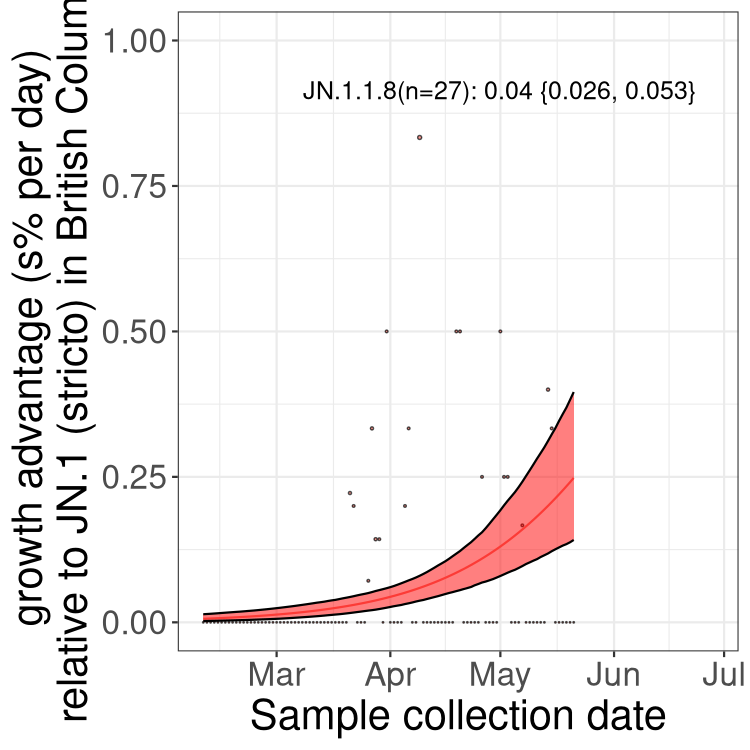 growth advantage (s% per day)
relative to JN.1 (stricto) in British Colum
1.00
0.75
0.50
0.25
0.00
JN.1.1.8(n=27): 0.04 {0.026, 0.053}
Mar Apr May Jun Jul
Sample collection date